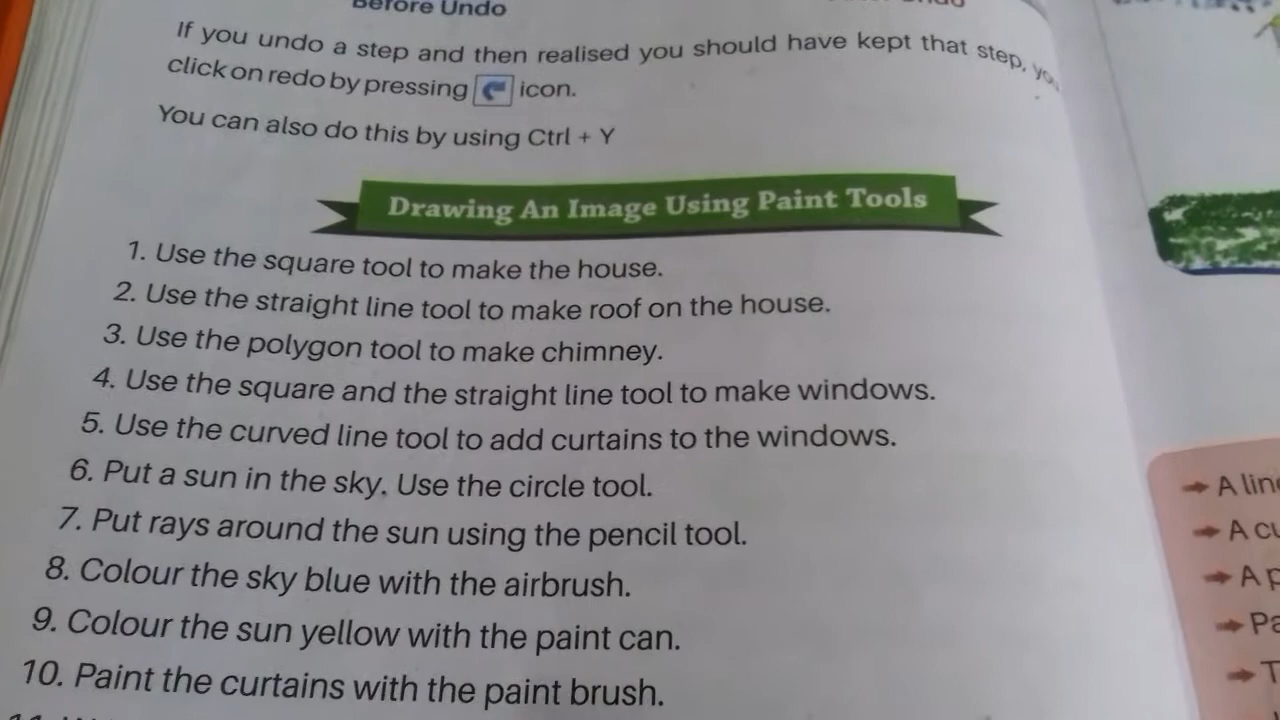 Before Undo
If you undo a step and then realised you should have kept that step, you
click on redo by pressing icon.
You can also do this by using Ctrl + Y
Drawing An Image Using Paint Tools
1. Use the square tool to make the house.
2. Use the straight line tool to make roof on the house.
3. Use the polygon tool to make chimney.
4. Use the square and the straight line tool to make windows.
5. Use the curved line tool to add curtains to the windows.
6. Put a sun in the sky. Use the circle tool.
7. Put rays around the sun using the pencil tool.
8. Colour the sky blue with the airbrush.
9. Colour the sun yellow with the paint can.
10. Paint the curtains with the paint brush.
A line
A cu
A p
Pa
T